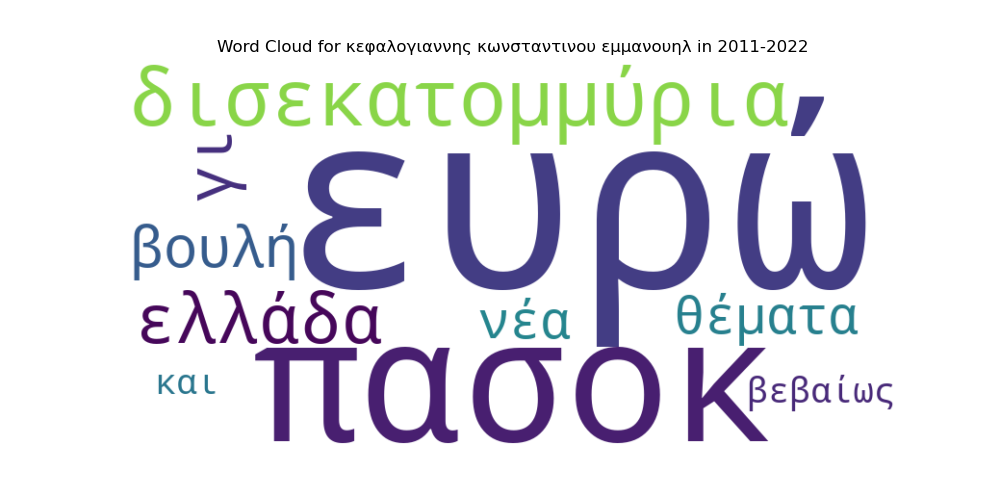 Word Cloud for κεφαλογιαννης κωνσταντινου εμμανουηλ in 2011-2022
δισεκατομμύρια
γι
ευρώ
βουλή
ελλάδα
νέα
θέματα
πασοκ
και
βεβαίως